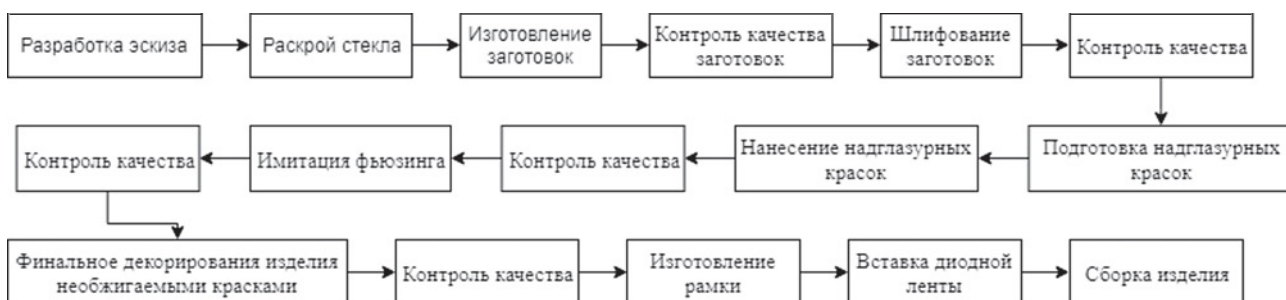 Разработка эскиза
Раскрой стекла
Изготовление
заготовок
Контроль качества
заготовок
Шлифование
заготовок
Контроль качества
Подготовка надглазурных
красок
Нанесение надглазурных
красок
Контроль качества
Имитация фьюзинга
Контроль качества
Финальное декорирования изделия
необжигаемыми красками
Контроль качества
Изготовление
рамки
Вставка диодной
ленты
Сборка изделия